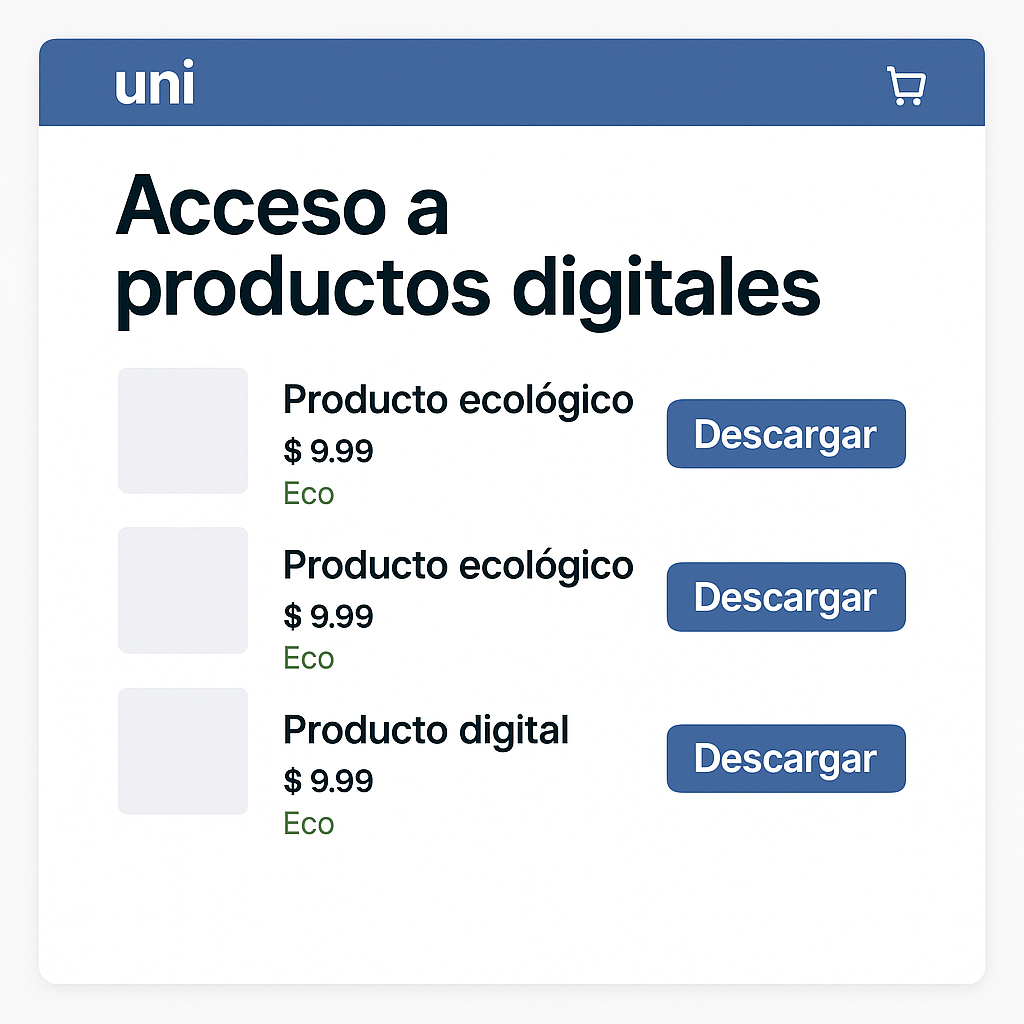 uni
Acceso a
productos digitales
Producto ecológico
$ 9.99
Eco
Descargar
Producto ecológico
$ 9.99
Eco
Descargar
Producto digital
$ 9.99
Eco
Descargar